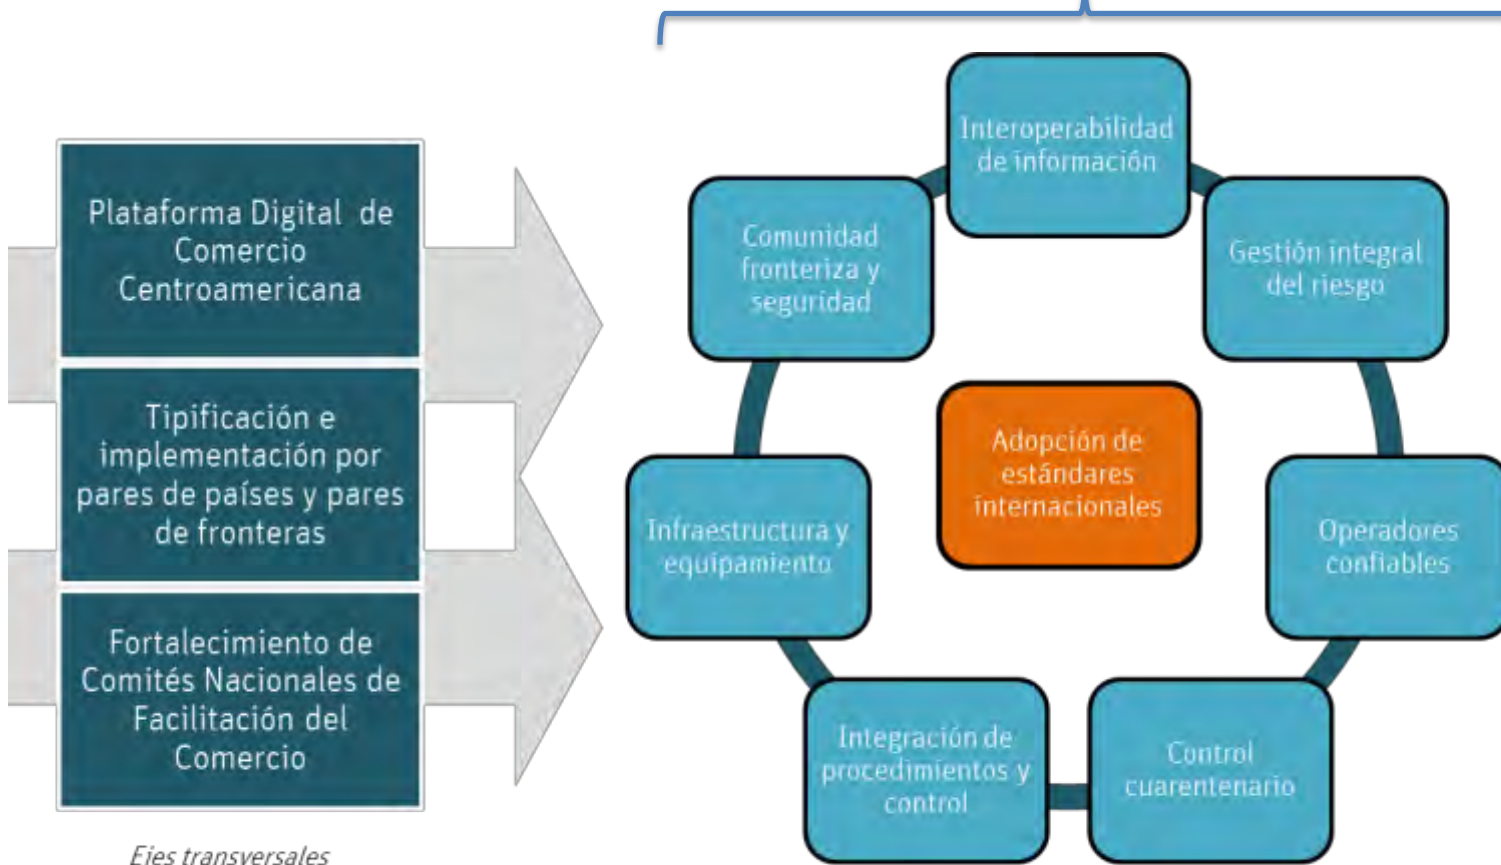 Plataforma Digital de
Comercio
Centroamericana
Tipificación e
implementación por
pares de países y pares
de fronteras
Fortalecimiento de
Comités Nacionales de
Facilitación del
Comercio
Ejes transversales
Interoperabilidad
de información
Gestión integral
del riesgo
Operadores
confiables
Control
cuarentenario
Integración de
procedimientos y
control
Infraestructura y
equipamiento
Comunidad
fronteriza y
seguridad
Adopción de
estándares
internacionales